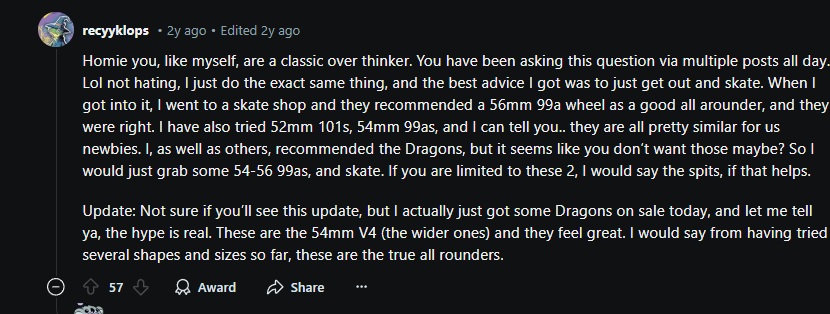 recyyklops • 2y ago • Edited 2y ago
Homie you, like myself, are a classic over thinker. You have been asking this question via multiple posts all day.
Lol not hating, I just do the exact same thing, and the best advice I got was to just get out and skate. When I
got into it, I went to a skate shop and they recommended a 56mm 99a wheel as a good all arounder, and they
were right. I have also tried 52mm 101s, 54mm 99as, and I can tell you.. they are all pretty similar for us
newbies. I, as well as others, recommended the Dragons, but it seems like you don’t want those maybe? So I
would just grab some 54-56 99as, and skate. If you are limited to these 2, I would say the spits, if that helps.
Update: Not sure if you’ll see this update, but I actually just got some Dragons on sale today, and let me tell
ya, the hype is real. These are the 54mm V4 (the wider ones) and they feel great. I would say from having tried
several shapes and sizes so far, these are the true all rounders.
57 Award Share